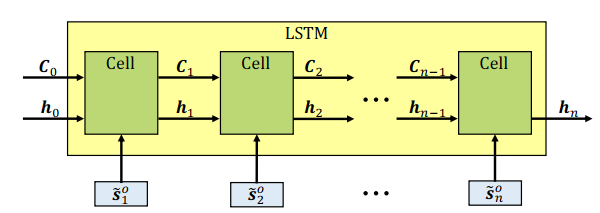 LSTM
C₀ Cell C₁ Cell C₂ Cₙ₋₁ Cell
h₀ h₁ h₂ ... hₙ₋₁ hₙ
s̃₁ᵒ s̃₂ᵒ ... s̃ₙᵒ